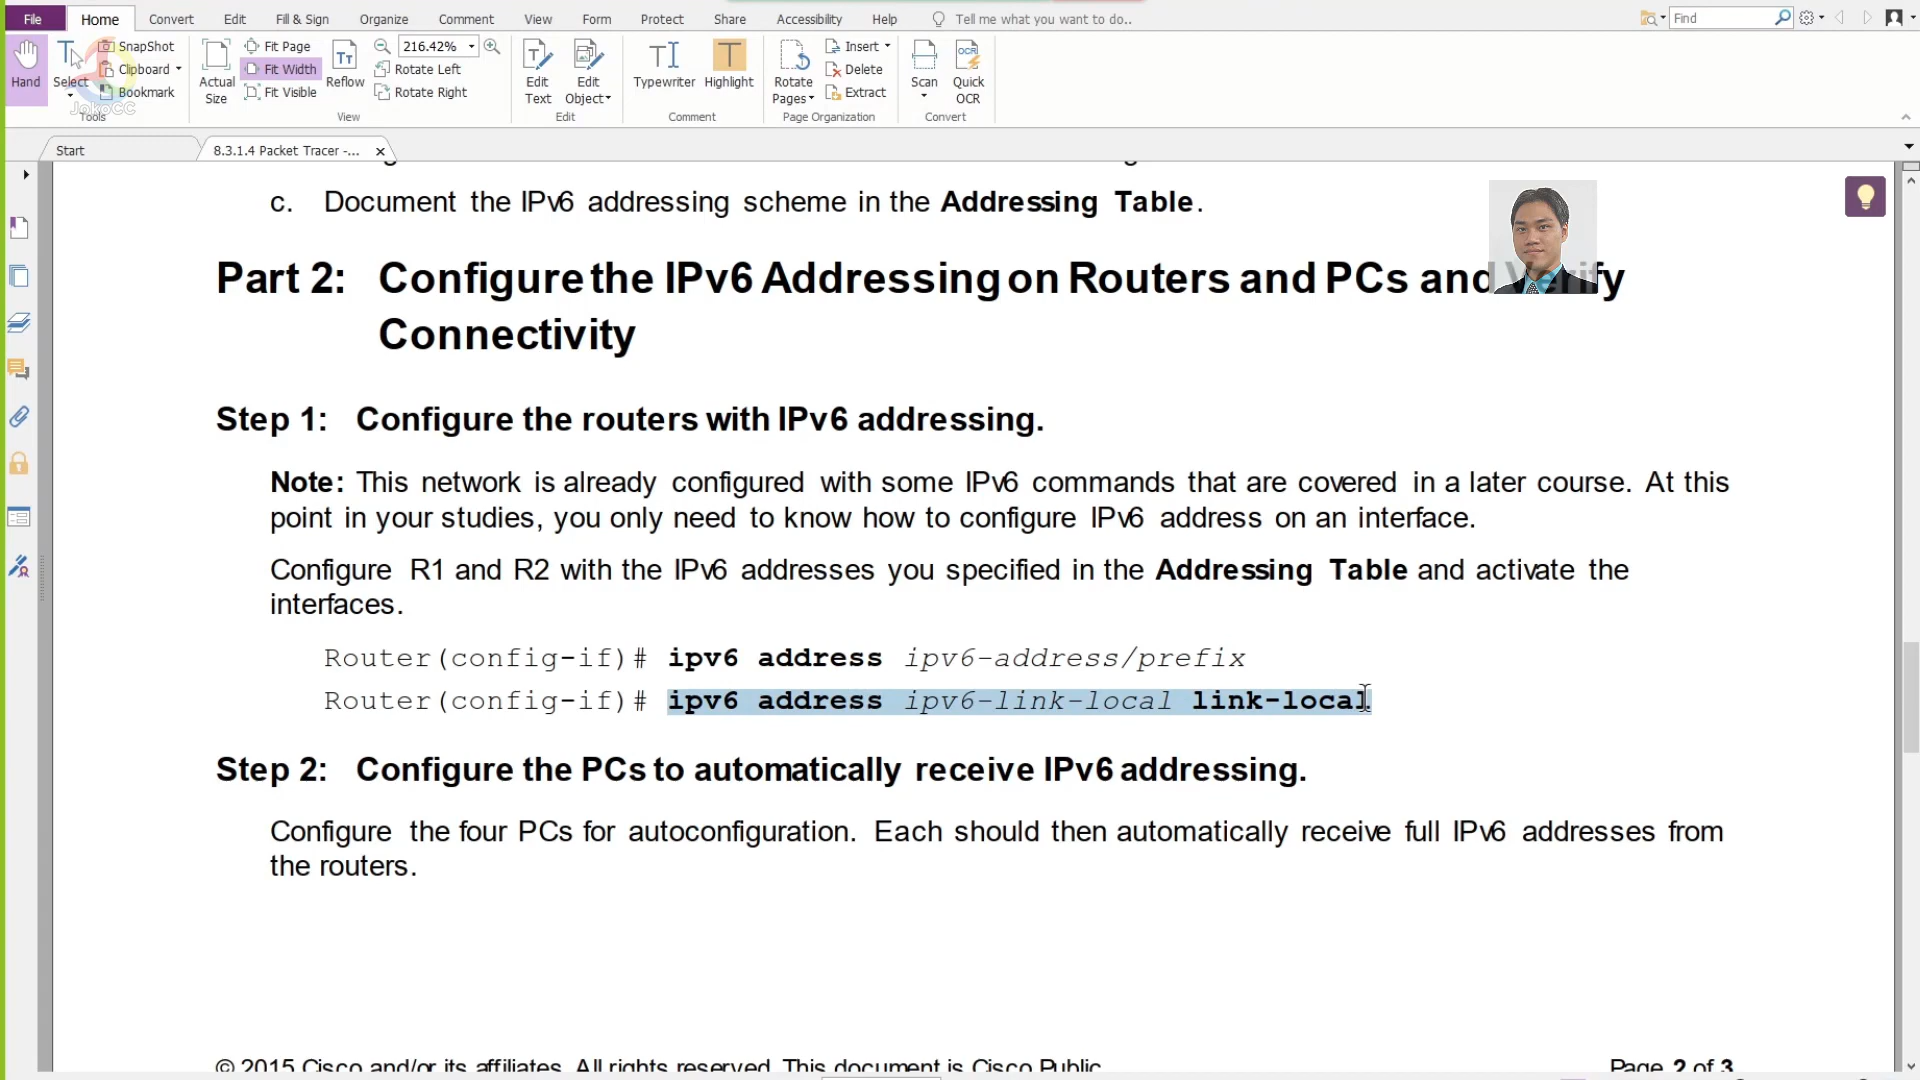 File Home Convert Edit Fill & Sign Organize Comment View Form Protect Share Accessibility Help Tell me what you want to do.. Find
Hand
Select
SnapShot
Clipboard
Bookmark
JokoCC
Tools
Actual
Size
Fit Page
Fit Width
Fit Visible
Reflow
216.42%
Rotate Left
Rotate Right
View
Edit
Text
Edit
Object
Edit
Typewriter
Highlight
Comment
Rotate
Pages
Insert
Delete
Extract
Page Organization
Scan
OCR
Quick
OCR
Convert
Start 8.3.1.4 Packet Tracer -...
c. Document the IPv6 addressing scheme in the Addressing Table.
Part 2: Configure the IPv6 Addressing on Routers and PCs and Verify
Connectivity
Step 1: Configure the routers with IPv6 addressing.
Note: This network is already configured with some IPv6 commands that are covered in a later course. At this
point in your studies, you only need to know how to configure IPv6 address on an interface.
Configure R1 and R2 with the IPv6 addresses you specified in the Addressing Table and activate the
interfaces.
Router(config-if)# ipv6 address ipv6-address/prefix
Router(config-if)# ipv6 address ipv6-link-local link-local
Step 2: Configure the PCs to automatically receive IPv6 addressing.
Configure the four PCs for autoconfiguration. Each should then automatically receive full IPv6 addresses from
the routers.
© 2015 Cisco and/or its affiliates. All rights reserved. This document is Cisco Public. Page 2 of 3